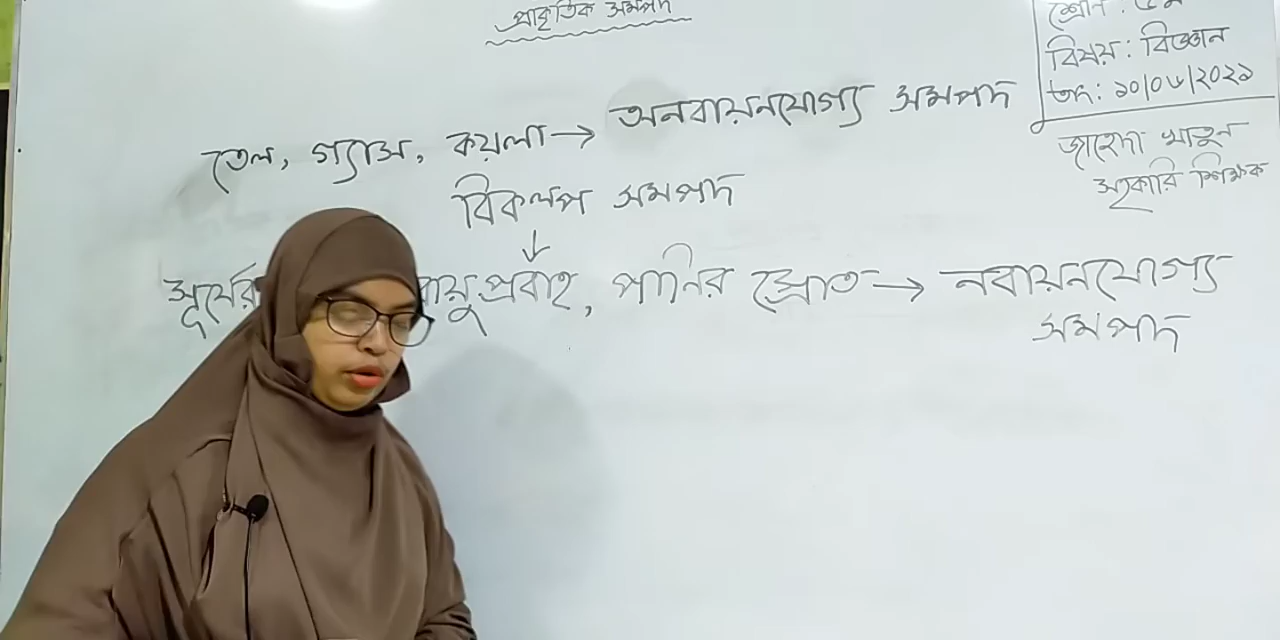 প্রাকৃতিক সম্পদ
শ্রেণি : ৫ম
বিষয় : বিজ্ঞান
তাং : ১০/০৬/২০২১
জাহেদা খাতুন
সহকারি শিক্ষক
তেল, গ্যাস, কয়লা → অনবায়নযোগ্য সম্পদ
বিকল্প সম্পদ
↓
সূর্যের বায়ুপ্রবাহ, পানির স্রোত → নবায়নযোগ্য
সম্পদ